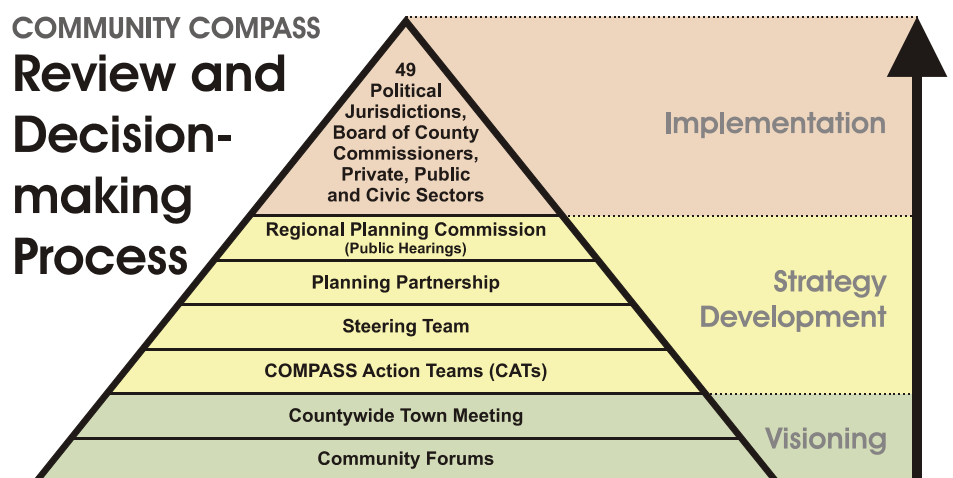 COMMUNITY COMPASS
Review and
Decision-
making
Process
49
Political
Jurisdictions,
Board of County
Commissioners,
Private, Public
and Civic Sectors
Implementation
Regional Planning Commission
(Public Hearings)
Planning Partnership
Steering Team
COMPASS Action Teams (CATs)
Strategy
Development
Countywide Town Meeting
Community Forums
Visioning